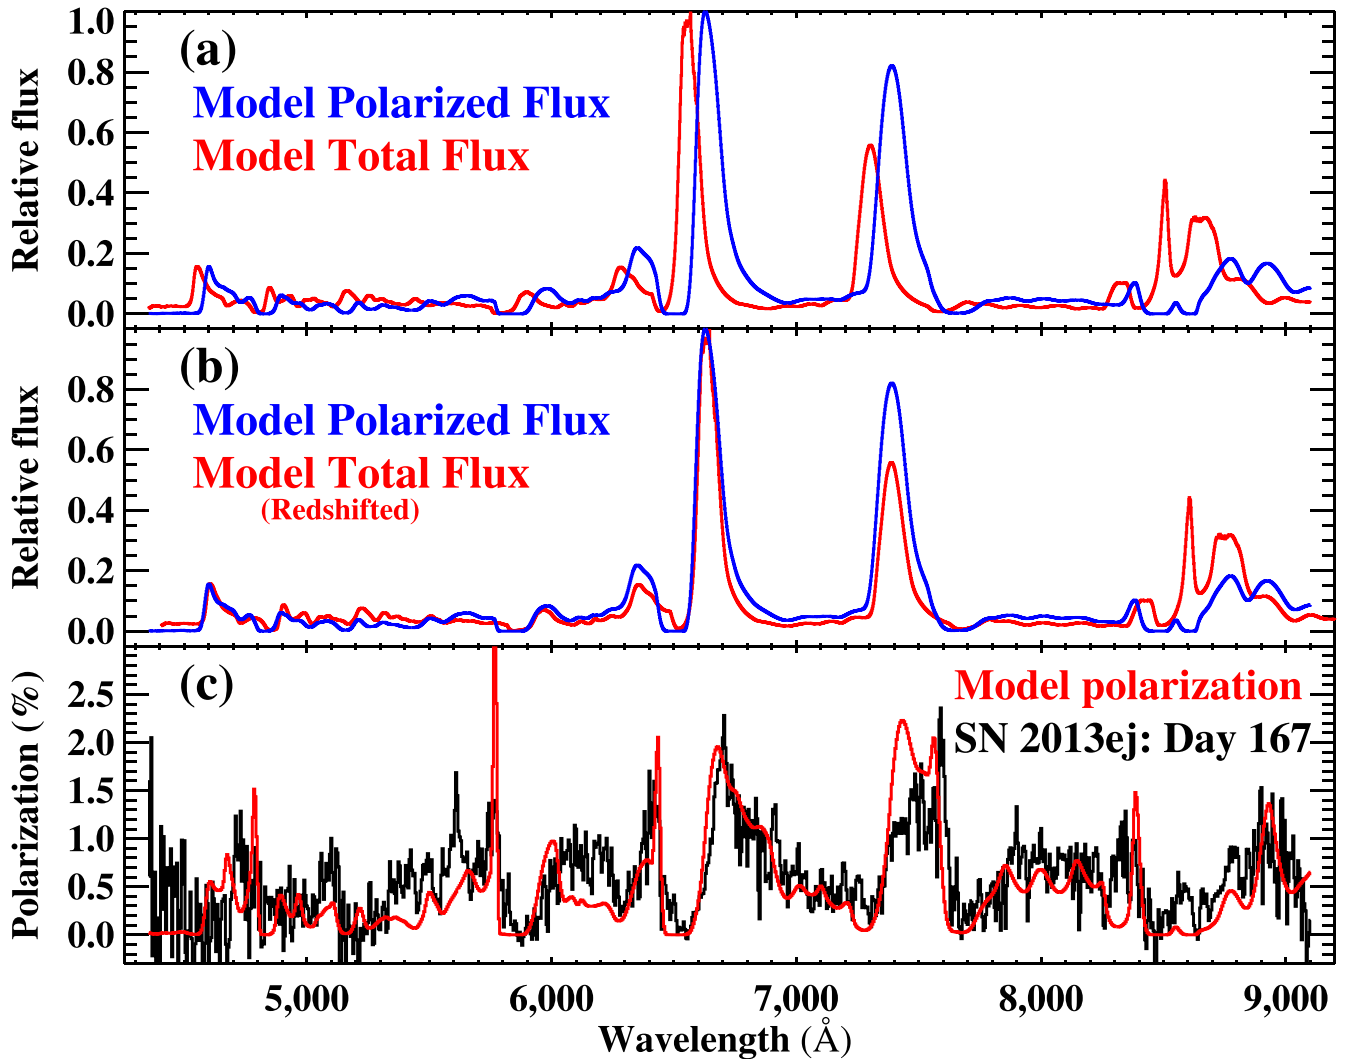 (a)
Model Polarized Flux
Model Total Flux
Relative flux
1.0
0.8
0.6
0.4
0.2
0.0
(b)
Model Polarized Flux
Model Total Flux
(Redshifted)
Relative flux
0.8
0.6
0.4
0.2
0.0
(c)
Model polarization
SN 2013ej: Day 167
Polarization (%)
2.5
2.0
1.5
1.0
0.5
0.0
5,000 6,000 7,000 8,000 9,000
Wavelength (Å)